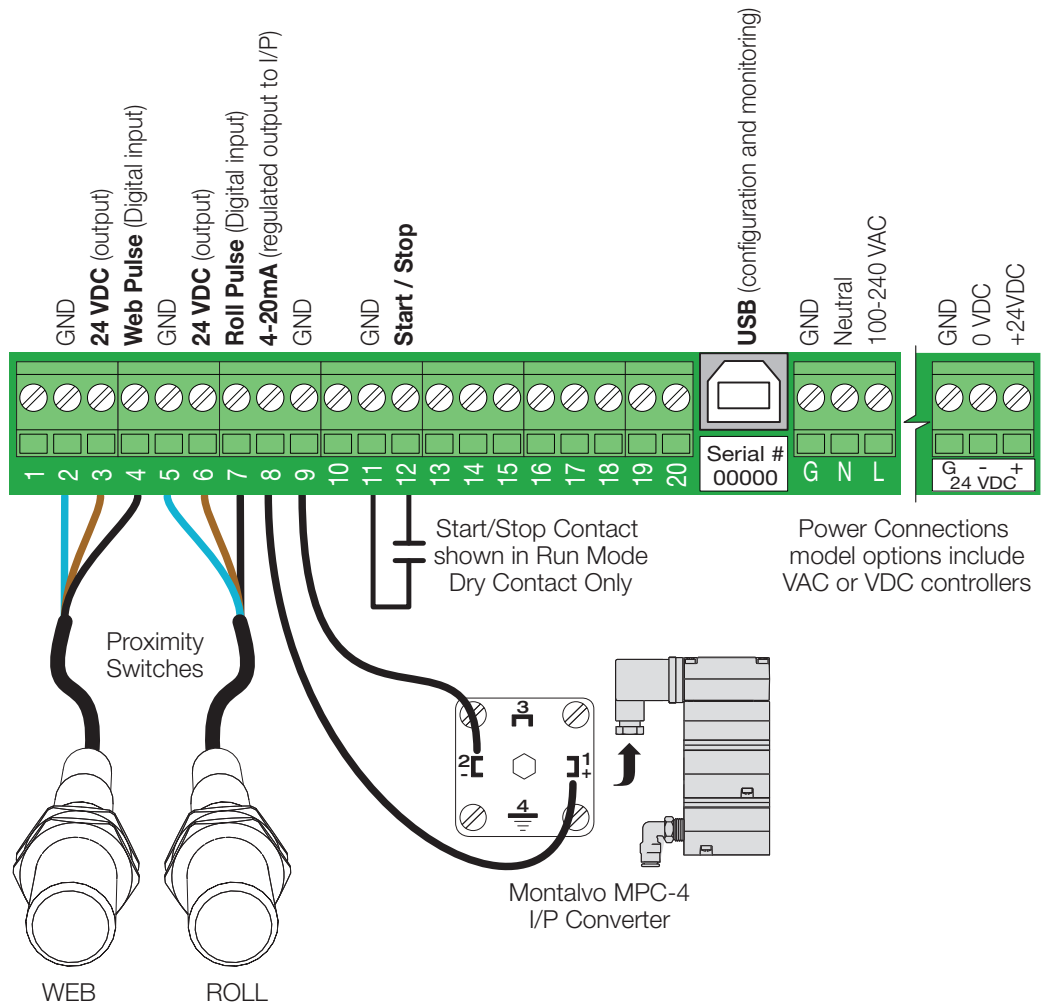 GND
24 VDC (output)
Web Pulse (Digital input)
GND
24 VDC (output)
Roll Pulse (Digital input)
4-20mA (regulated output to I/P)
GND
GND
Start / Stop
USB (configuration and monitoring)
GND
Neutral
100-240 VAC
GND
0 VDC
+24VDC
1
2
3
4
5
6
7
8
9
10
11
12
13
14
15
16
17
18
19
20
Serial #
00000
G
N
L
G - +
24 VDC
Start/Stop Contact
shown in Run Mode
Dry Contact Only
Power Connections
model options include
VAC or VDC controllers
Proximity
Switches
3
2
-
1
+
4
Montalvo MPC-4
I/P Converter
WEB
ROLL